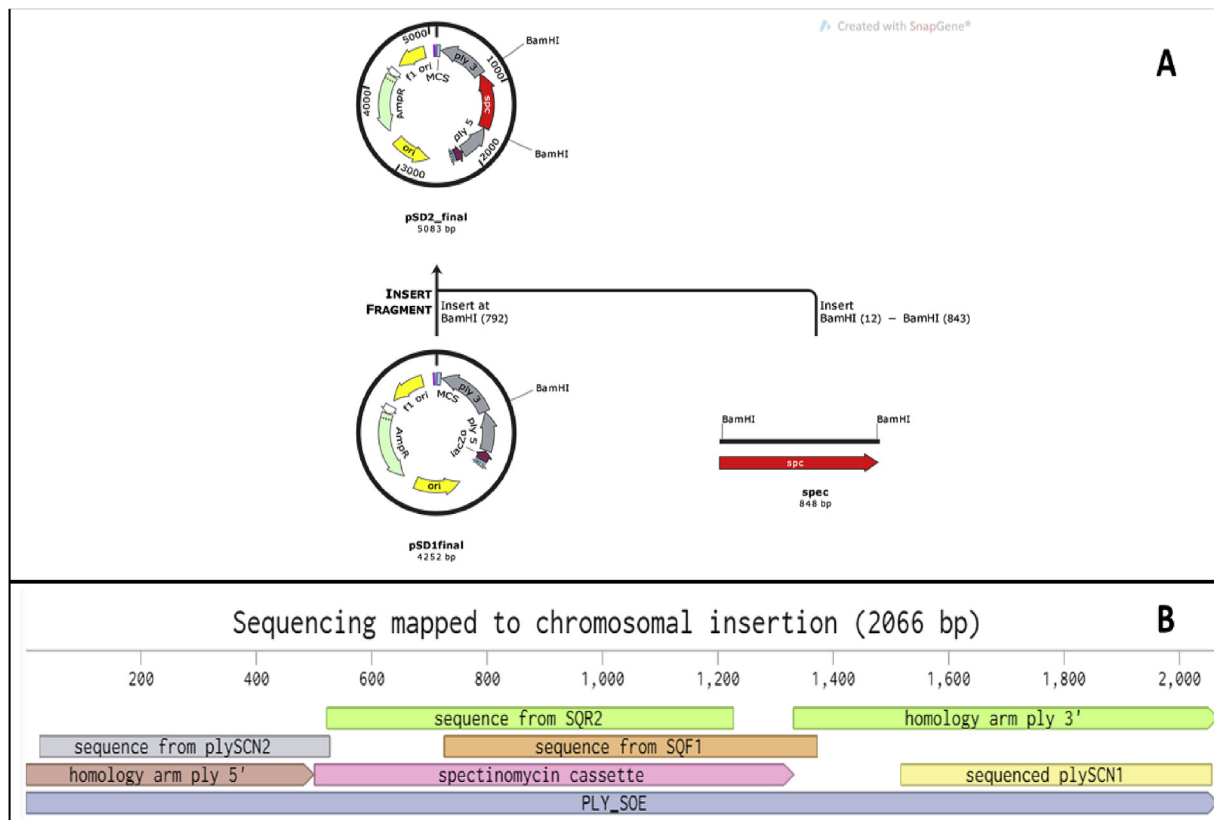 Created with SnapGene®
A
5000
1000
2000
3000
4000
BamHI
BamHI
MCS
ply 3
spc
ply 5
f1 ori
AmpR
ori
pSD2_final
5083 bp
INSERT
FRAGMENT
Insert at
BamHI (792)
Insert
BamHI (12) – BamHI (843)
BamHI
MCS
ply 3
ply 5
lacZα
f1 ori
AmpR
ori
pSD1final
4252 bp
BamHI
BamHI
spc
spec
848 bp
B
Sequencing mapped to chromosomal insertion (2066 bp)
200
400
600
800
1,000
1,200
1,400
1,600
1,800
2,000
sequence from SQR2
homology arm ply 3'
sequence from plySCN2
sequence from SQF1
homology arm ply 5'
spectinomycin cassette
sequenced plySCN1
PLY_SOE